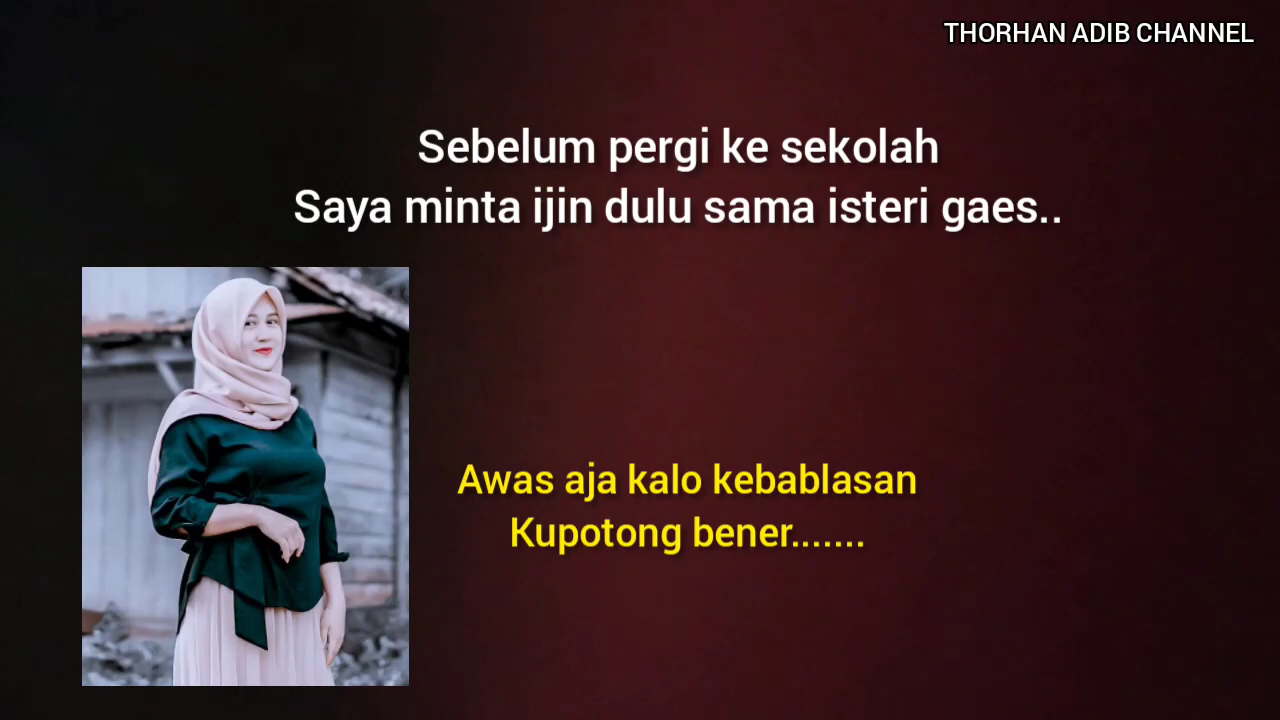 THORHAN ADIB CHANNEL
Sebelum pergi ke sekolah
Saya minta ijin dulu sama isteri gaes..
Awas aja kalo kebablasan
Kupotong bener.......